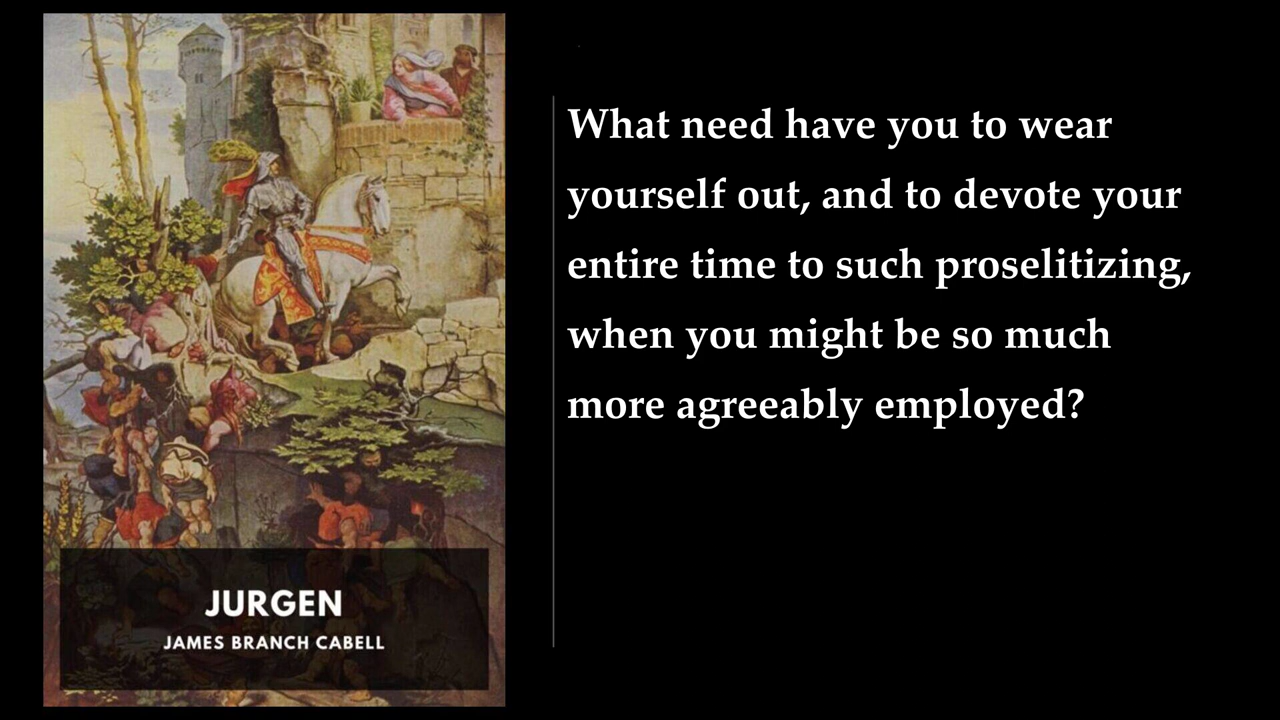 JURGEN
JAMES BRANCH CABELL
What need have you to wear
yourself out, and to devote your
entire time to such proselitizing,
when you might be so much
more agreeably employed?